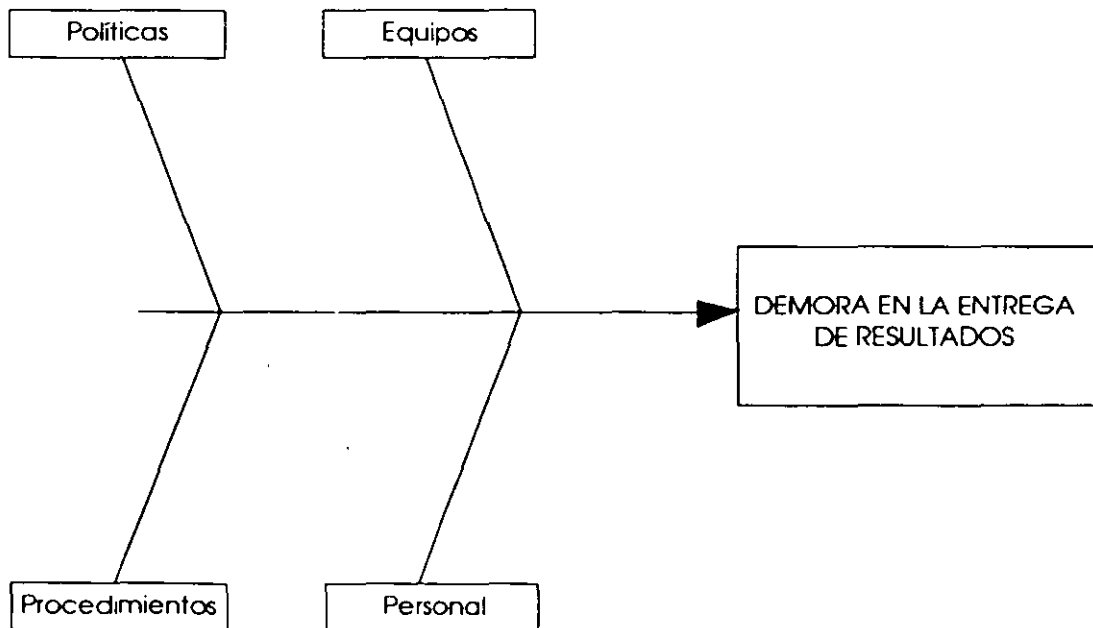 Políticas
Equipos
DEMORA EN LA ENTREGA
DE RESULTADOS
Procedimientos
Personal